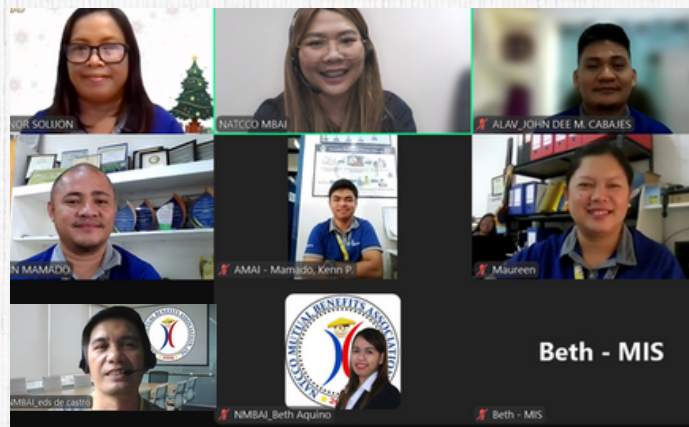 NOR SOLIJON
NATCCO MBAI
ALAV_JOHN DEE M. CABAJES
N MAMADO
AMAI - Mamado, Kenn P.
Maureen
NMBAI_eds de castro
NATCCO MUTUAL BENEFITS ASSOCIATION
NMBAI_Beth Aquino
Beth - MIS
Beth - MIS